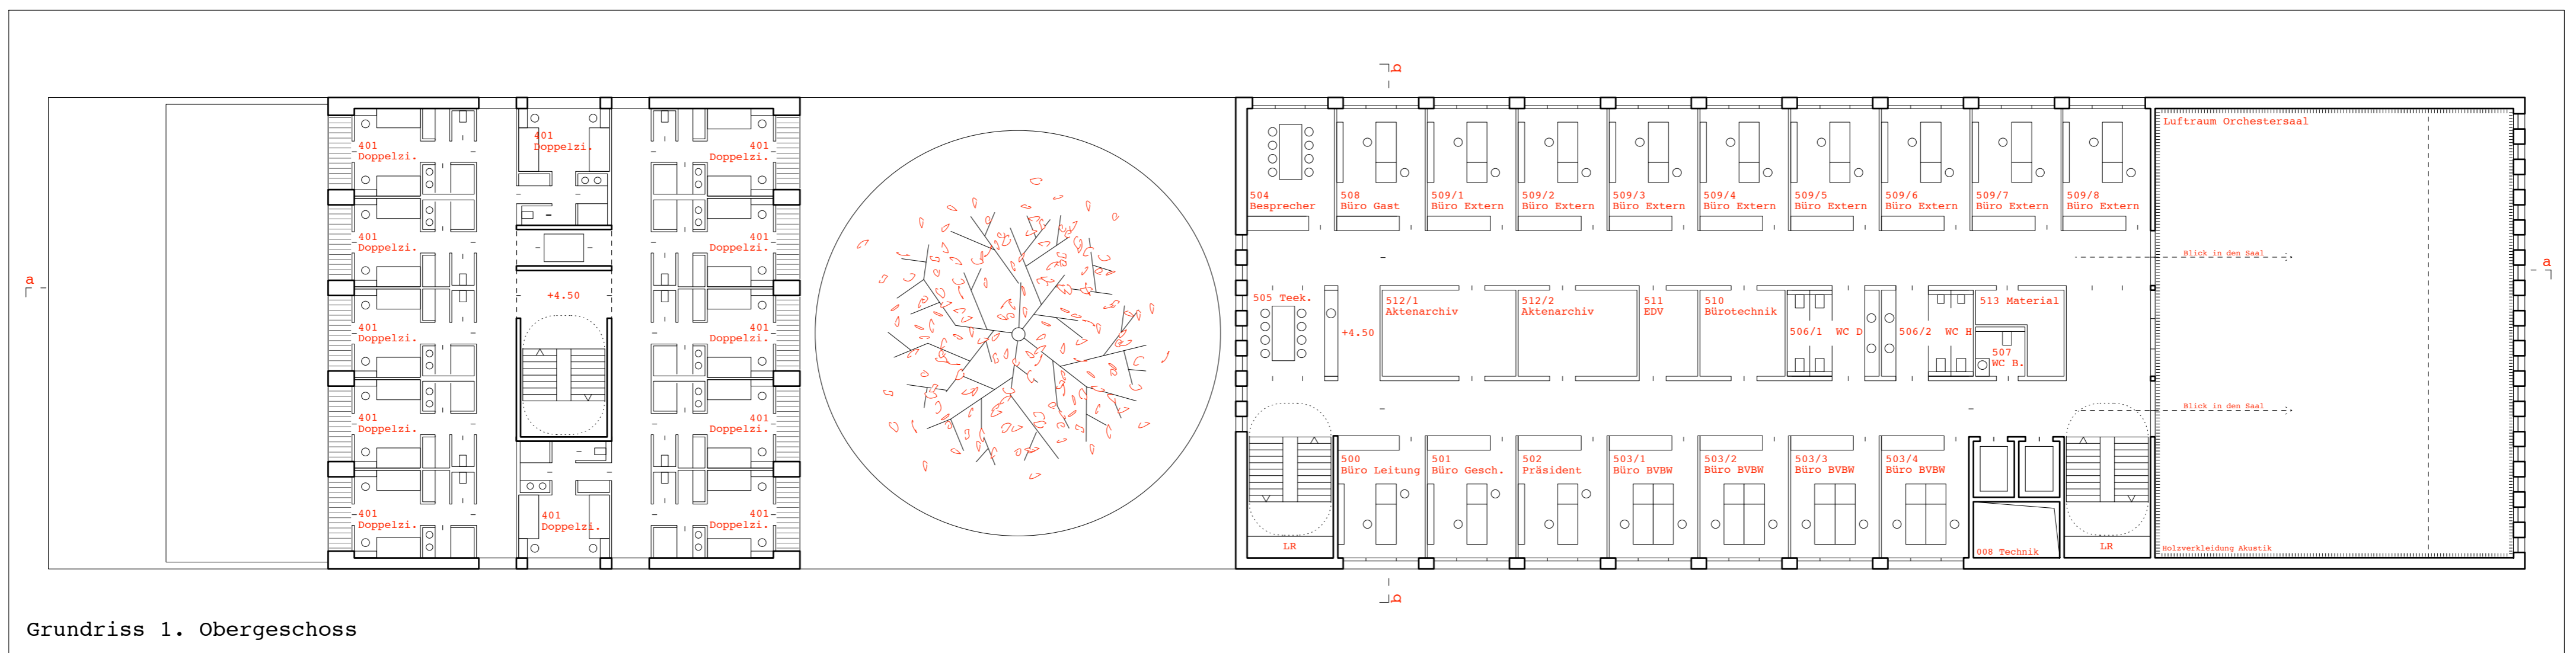 b
401
Doppelzi.
401
Doppelzi.
401
Doppelzi.
401
Doppelzi.
401
Doppelzi.
401
Doppelzi.
401
Doppelzi.
401
Doppelzi.
401
Doppelzi.
401
Doppelzi.
401
Doppelzi.
401
Doppelzi.
+4.50
a
504
Besprecher
508
Büro Gast
509/1
Büro Extern
509/2
Büro Extern
509/3
Büro Extern
509/4
Büro Extern
509/5
Büro Extern
509/6
Büro Extern
509/7
Büro Extern
509/8
Büro Extern
Luftraum Orchestersaal
Blick in den Saal
a
505 Teek.
+4.50
512/1
Aktenarchiv
512/2
Aktenarchiv
511
EDV
510
Bürotechnik
506/1 WC D
506/2 WC H
513 Material
507
WC B.
Blick in den Saal
500
Büro Leitung
501
Büro Gesch.
502
Präsident
503/1
Büro BVBW
503/2
Büro BVBW
503/3
Büro BVBW
503/4
Büro BVBW
LR
008 Technik
LR
Holzverkleidung Akustik
b
Grundriss 1. Obergeschoss